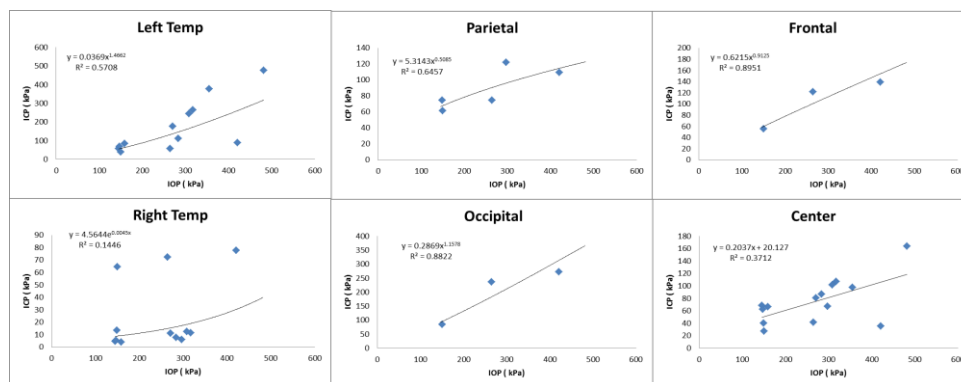 Left Temp
y = 0.0369x^1.4662
R² = 0.5708
600
500
400
300
200
100
0
0 100 200 300 400 500 600
ICP ( kPa)
IOP ( kPa)
Parietal
y = 5.3143x^0.5085
R² = 0.6457
140
120
100
80
60
40
20
0
0 100 200 300 400 500 600
ICP ( kPa)
IOP ( kPa)
Frontal
y = 0.6215x^0.9125
R² = 0.8951
200
180
160
140
120
100
80
60
40
20
0
0 100 200 300 400 500 600
ICP ( kPa)
IOP ( kPa)
Right Temp
y = 4.5644e^0.0045x
R² = 0.1446
90
80
70
60
50
40
30
20
10
0
0 100 200 300 400 500 600
ICP ( kPa)
IOP ( kPa)
Occipital
y = 0.2869x^1.1578
R² = 0.8822
400
350
300
250
200
150
100
50
0
0 100 200 300 400 500 600
ICP ( kPa)
IOP ( kPa)
Center
y = 0.2037x + 20.127
R² = 0.3712
180
160
140
120
100
80
60
40
20
0
0 100 200 300 400 500 600
ICP ( kPa)
IOP ( kPa)